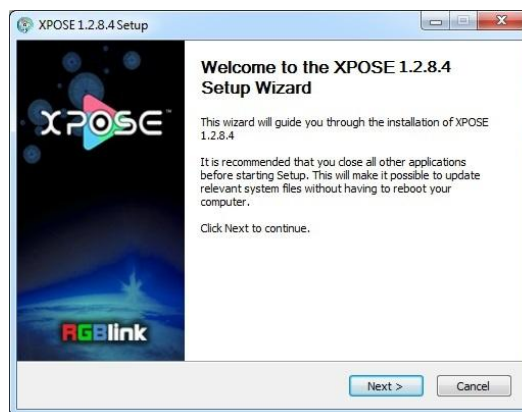 XPOSE 1.2.8.4 Setup
XPOSE™
RGBlink
Welcome to the XPOSE 1.2.8.4
Setup Wizard
This wizard will guide you through the installation of XPOSE
1.2.8.4
It is recommended that you close all other applications
before starting Setup. This will make it possible to update
relevant system files without having to reboot your
computer.
Click Next to continue.
Next >
Cancel